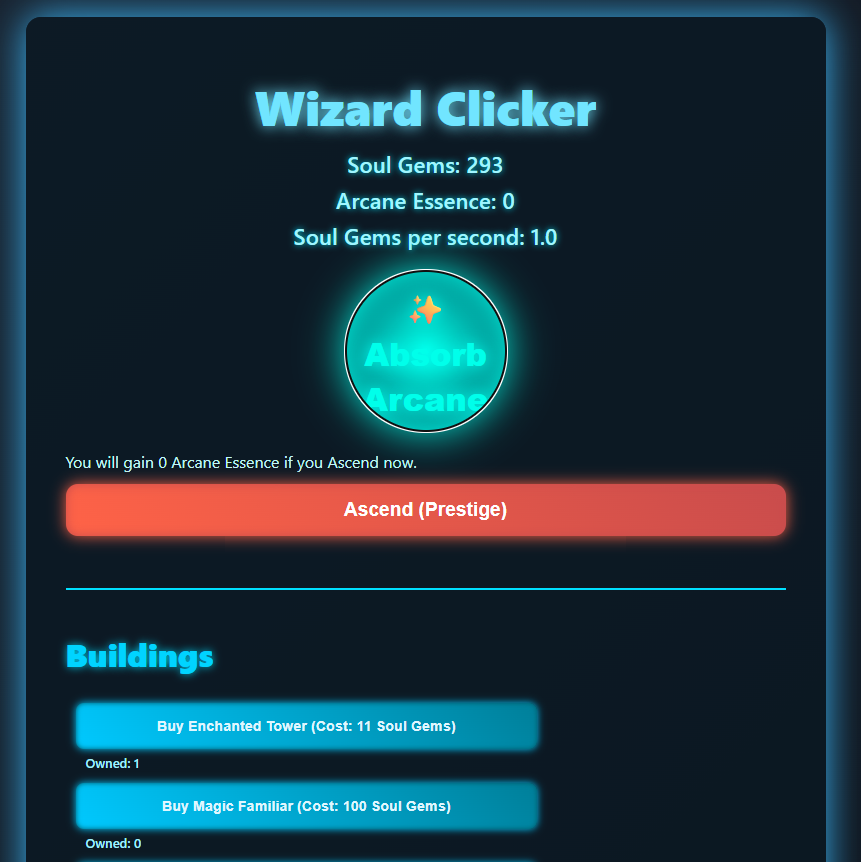 Wizard Clicker
Soul Gems: 293
Arcane Essence: 0
Soul Gems per second: 1.0
✨
Absorb
Arcane
You will gain 0 Arcane Essence if you Ascend now.
Ascend (Prestige)
Buildings
Buy Enchanted Tower (Cost: 11 Soul Gems)
Owned: 1
Buy Magic Familiar (Cost: 100 Soul Gems)
Owned: 0